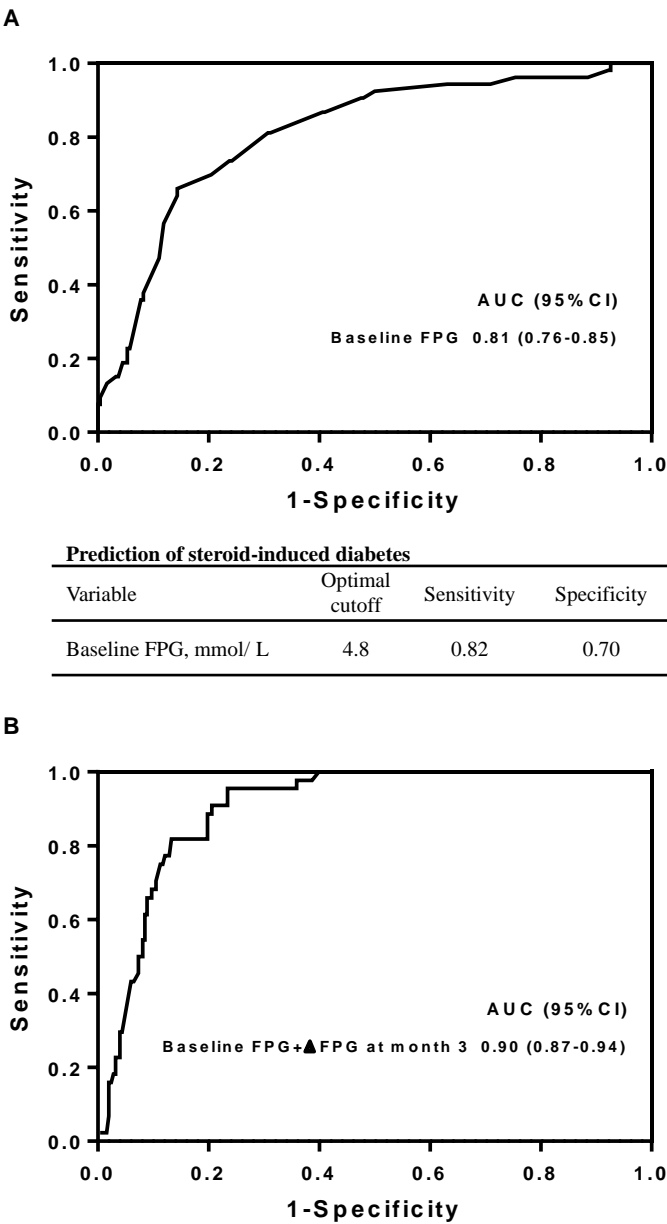 A
1.0
0.8
0.6
0.4
0.2
0.0
Sensitivity
AUC (95%CI)
Baseline FPG 0.81 (0.76-0.85)
0.0 0.2 0.4 0.6 0.8 1.0
1-Specificity
Prediction of steroid-induced diabetes
Variable Optimal cutoff Sensitivity Specificity
Baseline FPG, mmol/ L 4.8 0.82 0.70
B
1.0
0.8
0.6
0.4
0.2
0.0
Sensitivity
AUC (95%CI)
Baseline FPG+▲FPG at month 3 0.90 (0.87-0.94)
0.0 0.2 0.4 0.6 0.8 1.0
1-Specificity